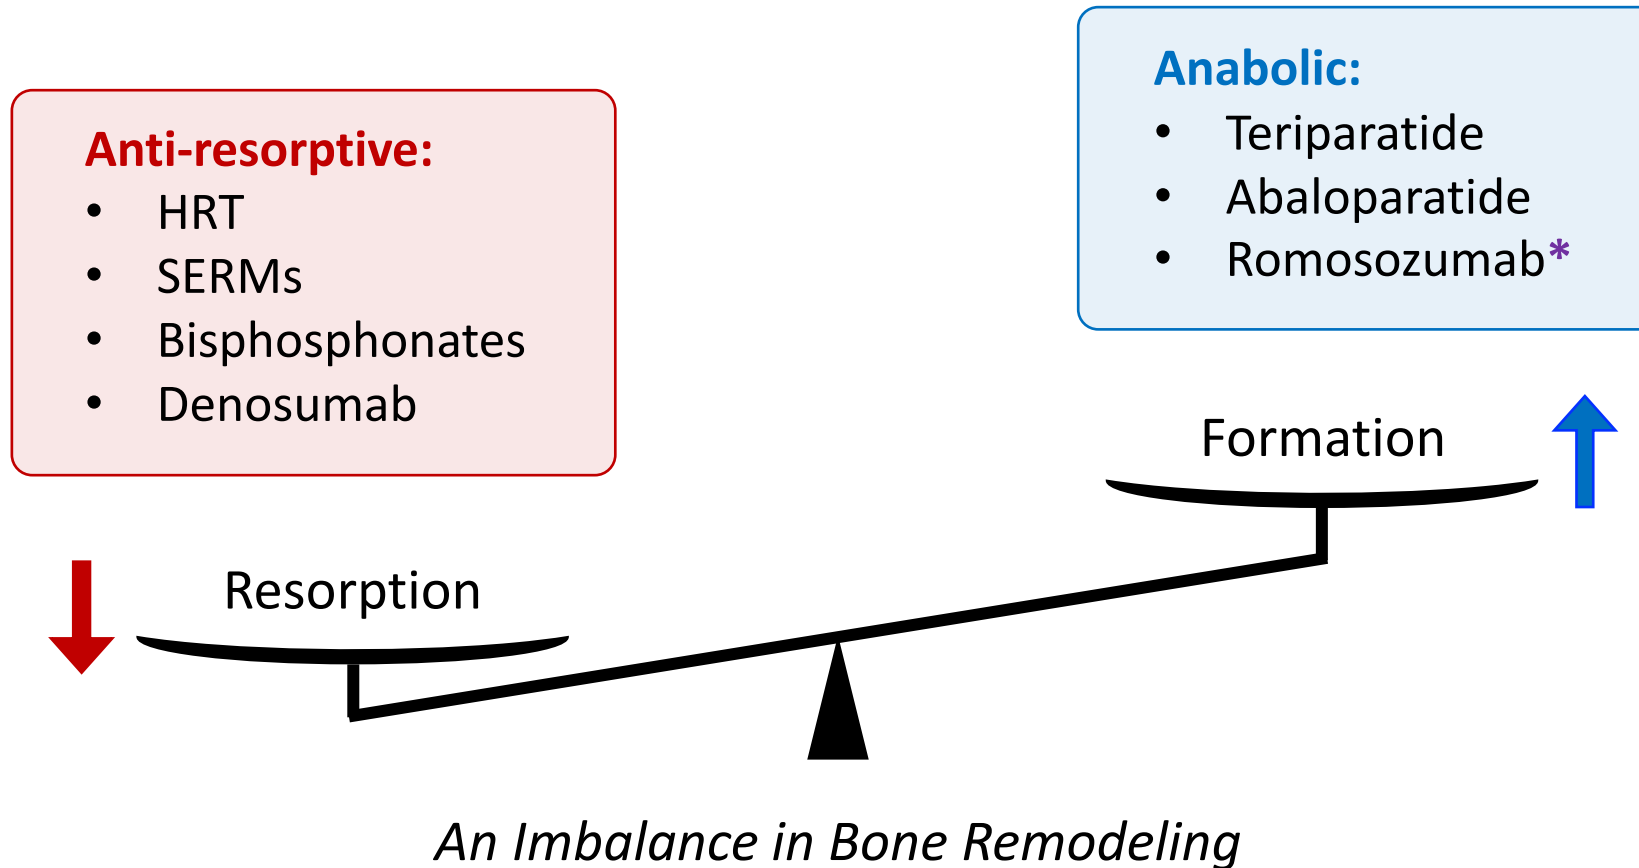 Anti-resorptive:
• HRT
• SERMs
• Bisphosphonates
• Denosumab
Anabolic:
• Teriparatide
• Abaloparatide
• Romosozumab*
Formation
Resorption
An Imbalance in Bone Remodeling